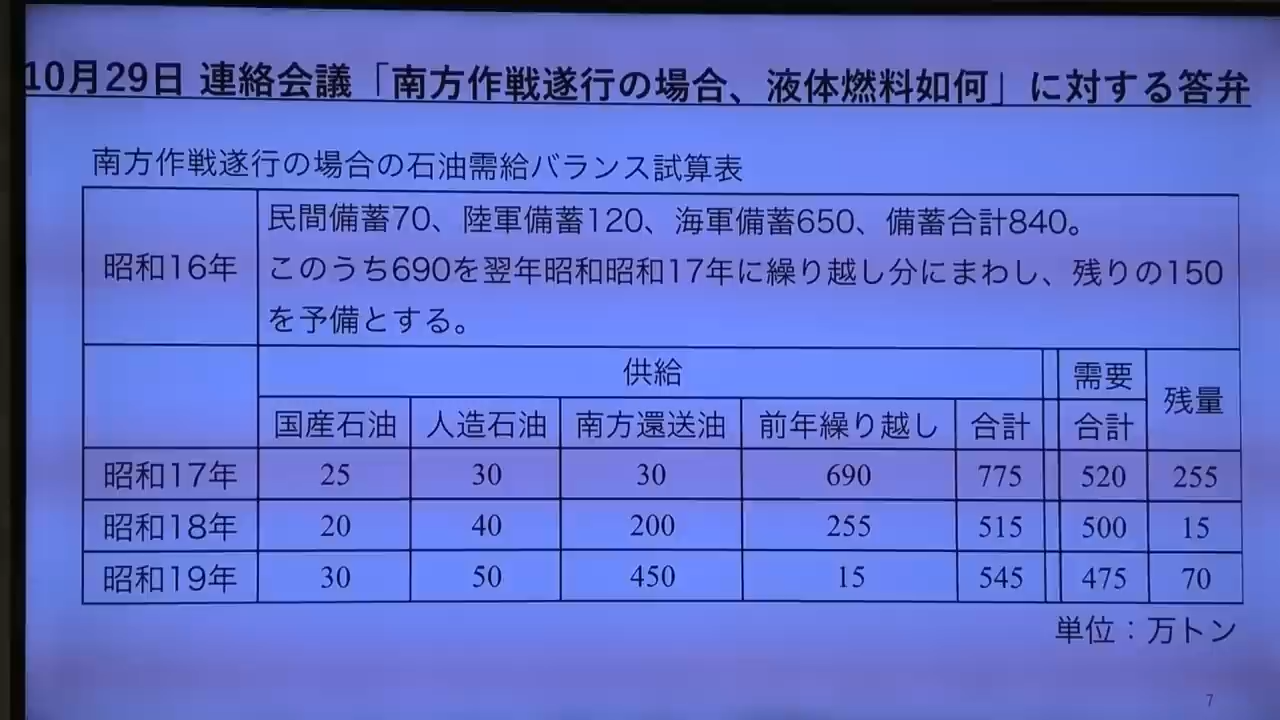 10月29日 連絡会議「南方作戦遂行の場合、液体燃料如何」に対する答弁
南方作戦遂行の場合の石油需給バランス試算表
昭和16年
民間備蓄70、陸軍備蓄120、海軍備蓄650、備蓄合計840。
このうち690を翌年昭和昭和17年に繰り越し分にまわし、残りの150
を予備とする。
供給 需要 残量
国産石油 人造石油 南方還送油 前年繰り越し 合計 合計
昭和17年 25 30 30 690 775 520 255
昭和18年 20 40 200 255 515 500 15
昭和19年 30 50 450 15 545 475 70
単位：万トン
7